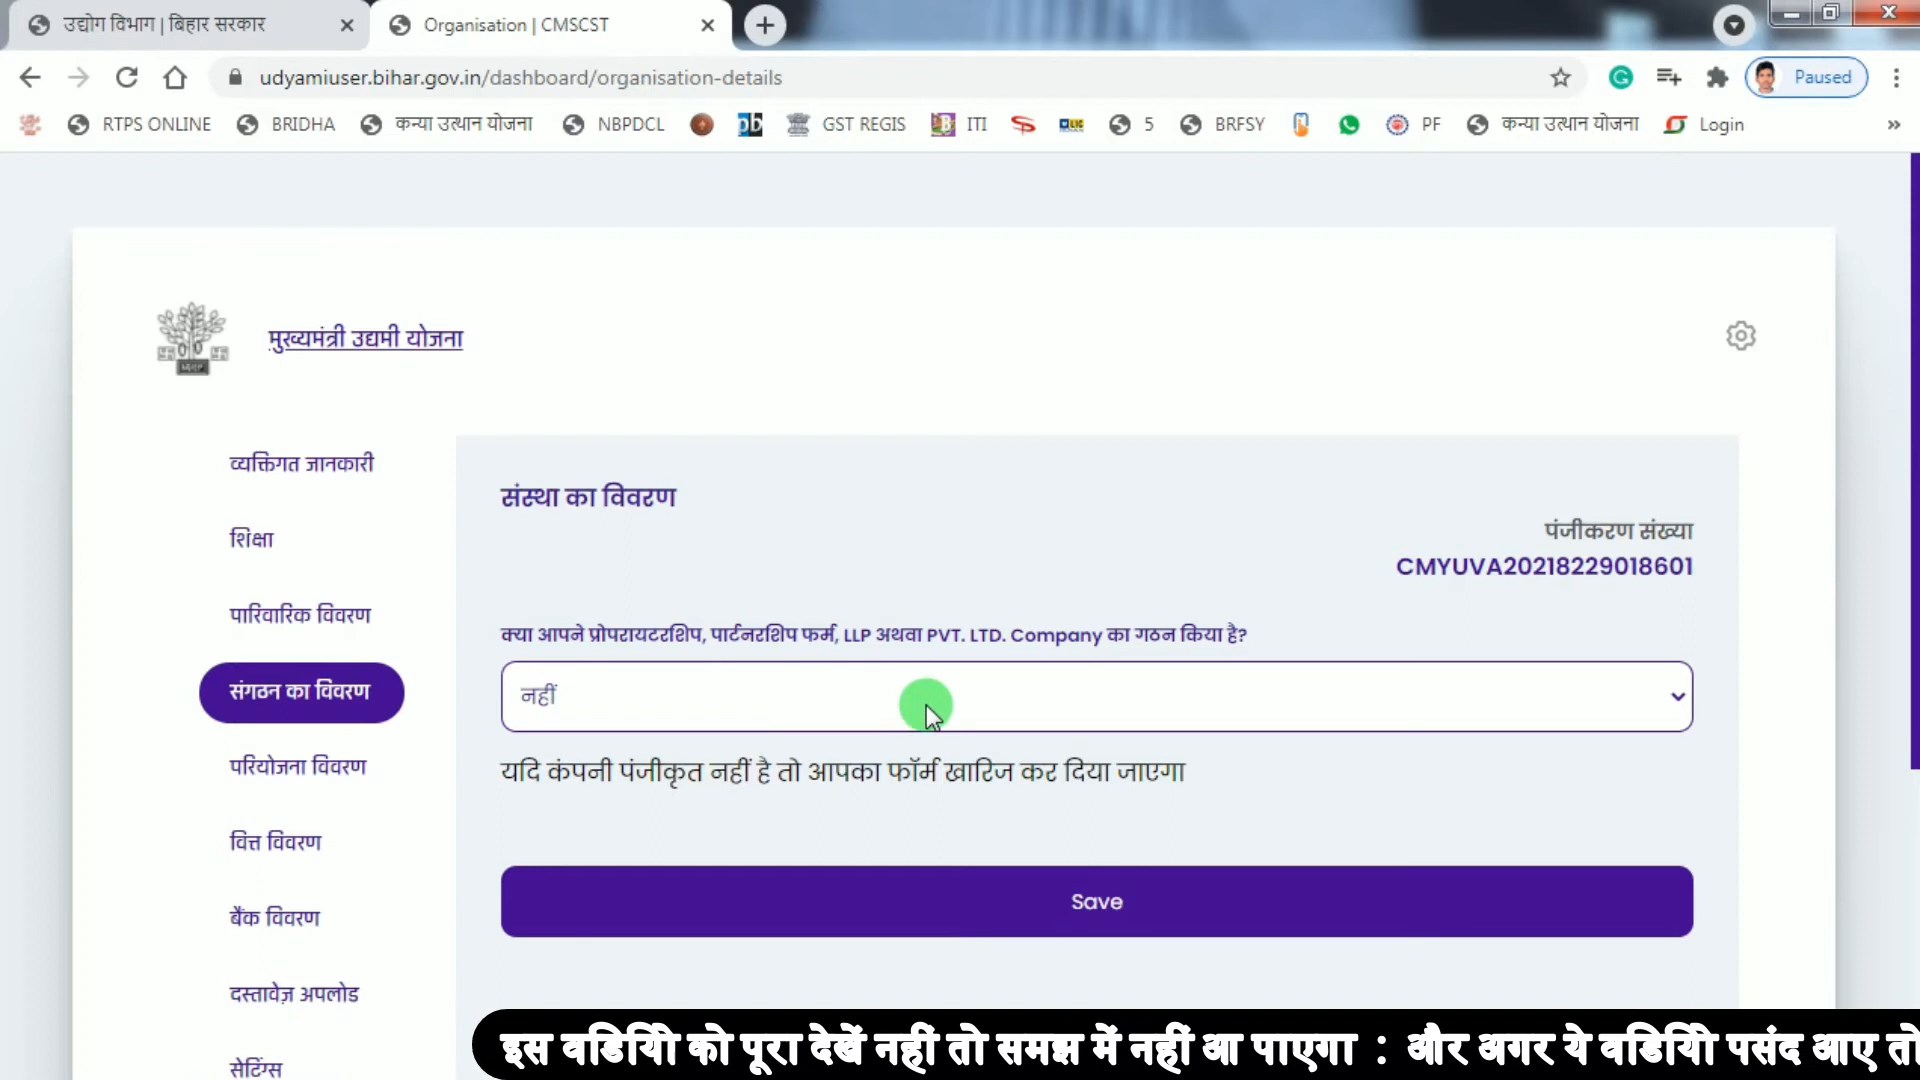 उद्योग विभाग | बिहार सरकार
Organisation | CMSCST
udyamiuser.bihar.gov.in/dashboard/organisation-details
Paused
RTPS ONLINE BRIDHA कन्या उत्थान योजना NBPDCL pb GST REGIS ITI LIC 5 BRFSY PF कन्या उत्थान योजना Login »
मुख्यमंत्री उद्यमी योजना
व्यक्तिगत जानकारी
शिक्षा
पारिवारिक विवरण
संगठन का विवरण
परियोजना विवरण
वित्त विवरण
बैंक विवरण
दस्तावेज़ अपलोड
सेटिंग्स
संस्था का विवरण
पंजीकरण संख्या
CMYUVA20218229018601
क्या आपने प्रोपरायटरशिप, पार्टनरशिप फर्म, LLP अथवा PVT. LTD. Company का गठन किया है?
नहीं
यदि कंपनी पंजीकृत नहीं है तो आपका फॉर्म खारिज कर दिया जाएगा
Save
इस विडियो को पूरा देखें नहीं तो समझ में नहीं आ पाएगा : और अगर ये विडियो पसंद आए तो